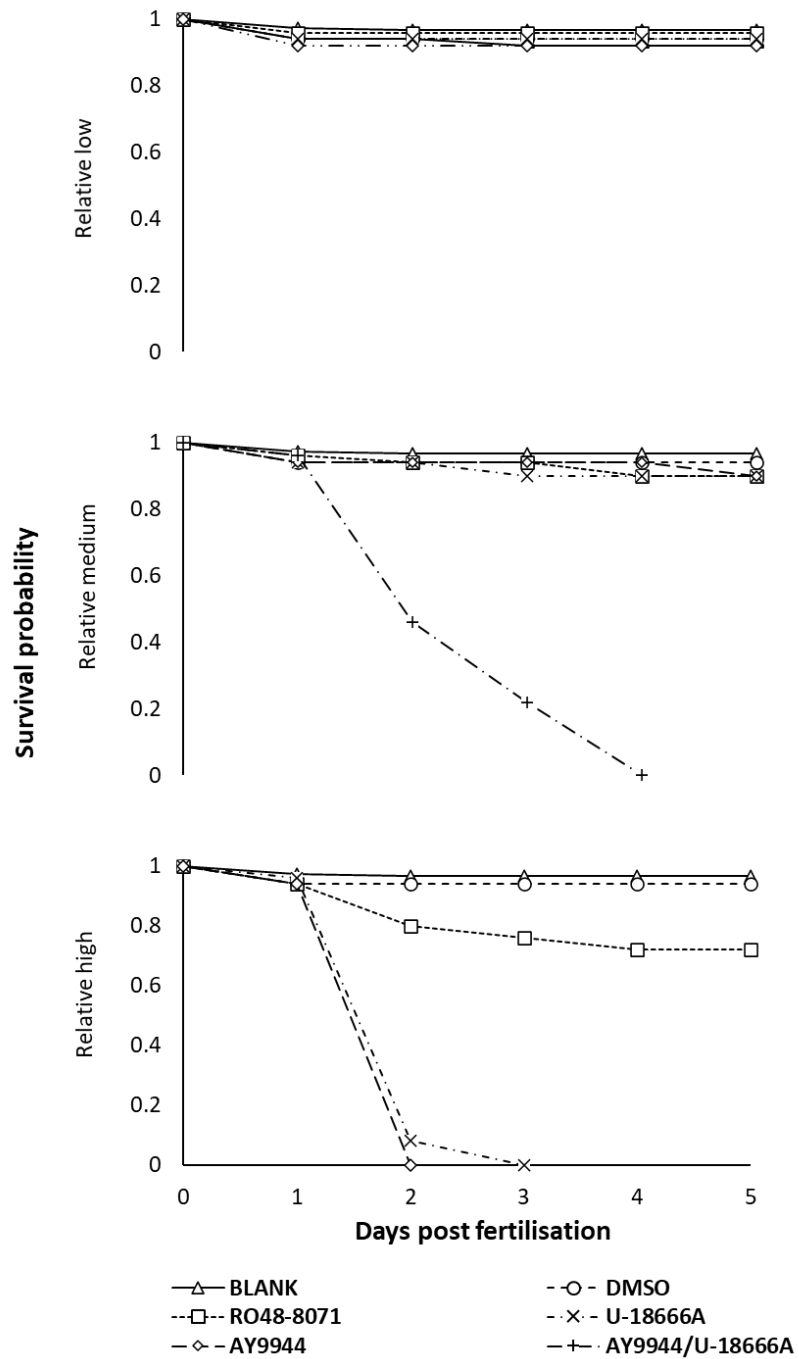 1
0.8
0.6
0.4
0.2
0
Relative low
1
0.8
0.6
0.4
0.2
0
Relative medium
Survival probability
1
0.8
0.6
0.4
0.2
0
Relative high
0 1 2 3 4 5
Days post fertilisation
BLANK DMSO
RO48-8071 U-18666A
AY9944 AY9944/U-18666A